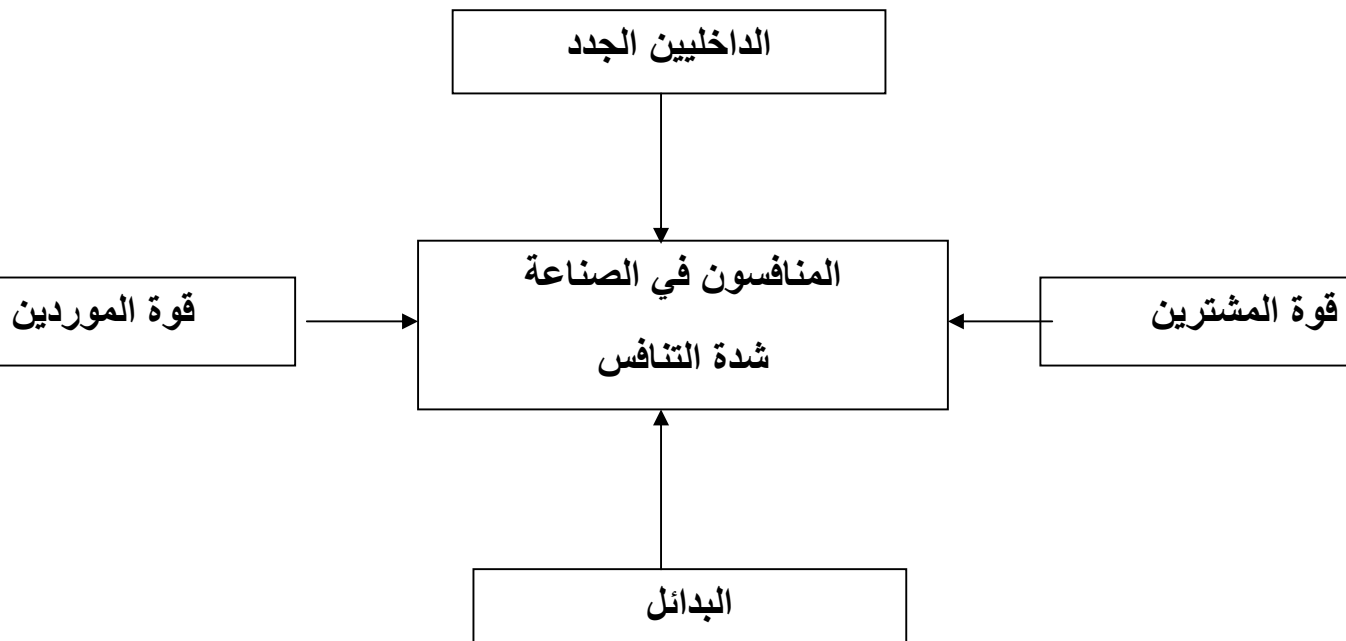 الداخليين الجدد
المنافسون في الصناعة
شدة التنافس
قوة المشترين
قوة الموردين
البدائل